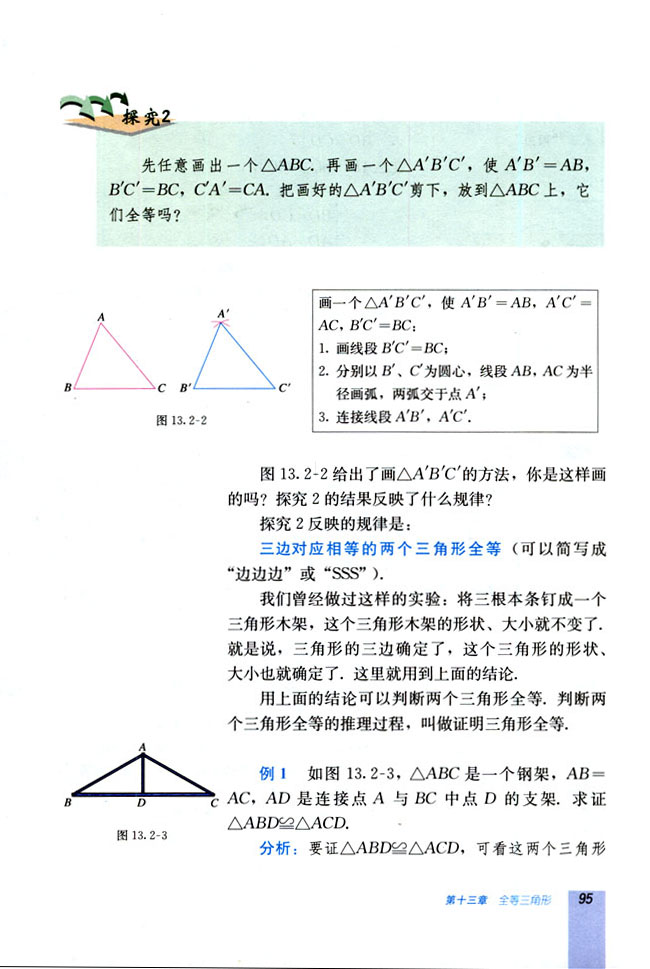 探究2
先任意画出一个△ABC. 再画一个△A′B′C′, 使 A′B′=AB,
B′C′=BC, C′A′=CA. 把画好的△A′B′C′剪下, 放到△ABC 上, 它
们全等吗?
A
B
C
A′
B′
C′
图 13.2-2
画一个△A′B′C′, 使 A′B′=AB, A′C′=
AC, B′C′=BC:
1. 画线段 B′C′=BC;
2. 分别以 B′、C′为圆心, 线段 AB, AC 为半
径画弧, 两弧交于点 A′;
3. 连接线段 A′B′, A′C′.
图 13.2-2 给出了画△A′B′C′的方法, 你是这样画
的吗? 探究 2 的结果反映了什么规律?
探究 2 反映的规律是:
三边对应相等的两个三角形全等 (可以简写成
“边边边” 或 “SSS”).
我们曾经做过这样的实验: 将三根木条钉成一个
三角形木架, 这个三角形木架的形状、大小就不变了.
就是说, 三角形的三边确定了, 这个三角形的形状、
大小也就确定了. 这里就用到上面的结论.
用上面的结论可以判断两个三角形全等. 判断两
个三角形全等的推理过程, 叫做证明三角形全等.
A
B
D
C
图 13.2-3
例 1 如图 13.2-3, △ABC 是一个钢架, AB=
AC, AD 是连接点 A 与 BC 中点 D 的支架. 求证
△ABD≌△ACD.
分析: 要证△ABD≌△ACD, 可看这两个三角形
第十三章 全等三角形 95